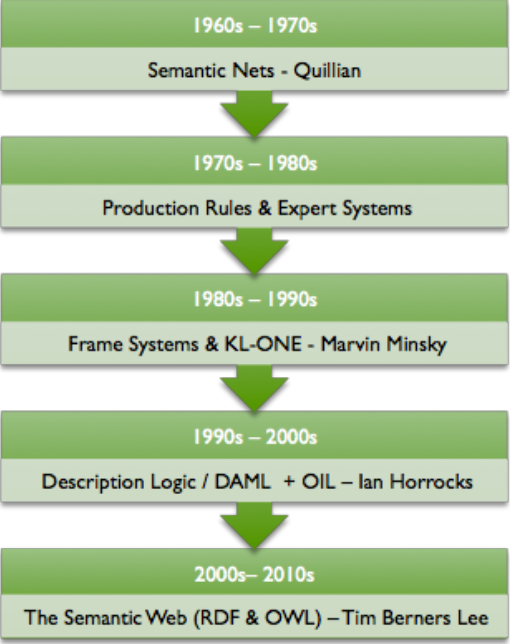 1960s – 1970s
Semantic Nets - Quillian
1970s – 1980s
Production Rules & Expert Systems
1980s – 1990s
Frame Systems & KL-ONE - Marvin Minsky
1990s – 2000s
Description Logic / DAML + OIL – Ian Horrocks
2000s– 2010s
The Semantic Web (RDF & OWL) – Tim Berners Lee